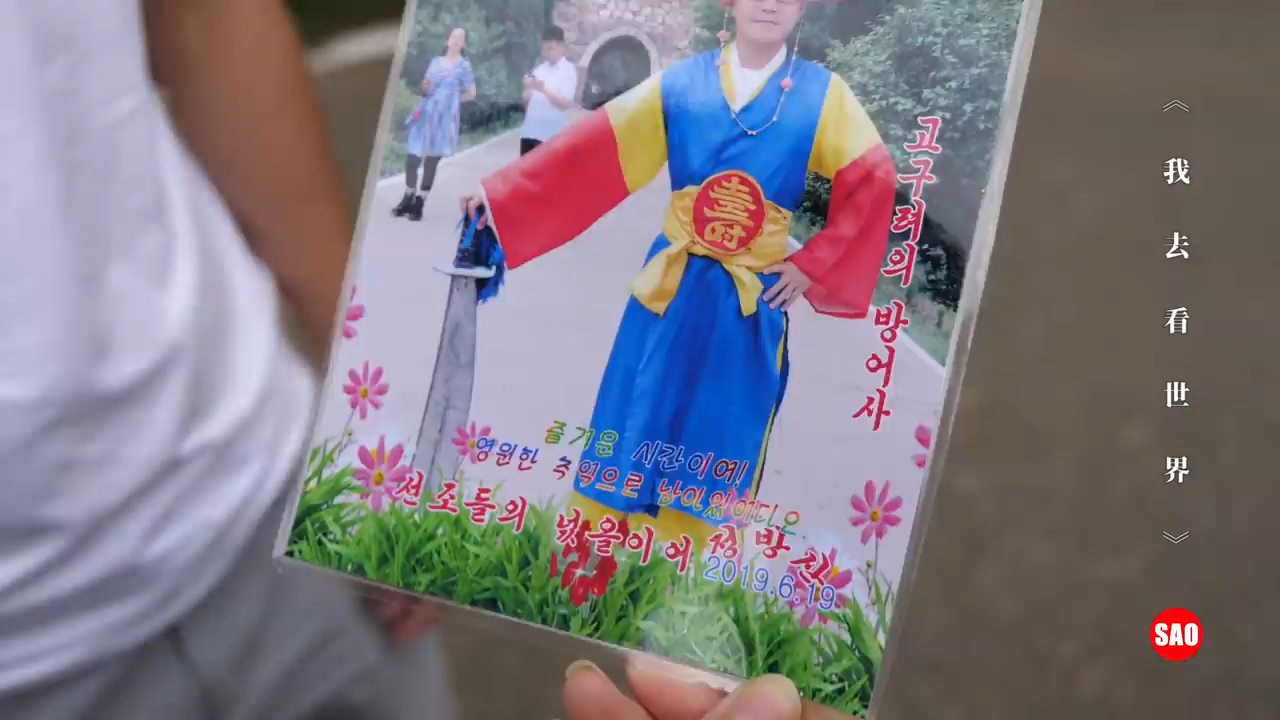 고구려의 방어사
壽
즐거운 시간이여!
영원한 추억으로 남아있어다오
선조들의 넋을이어 정방산
2019.6.19
《我去看世界》
SAO